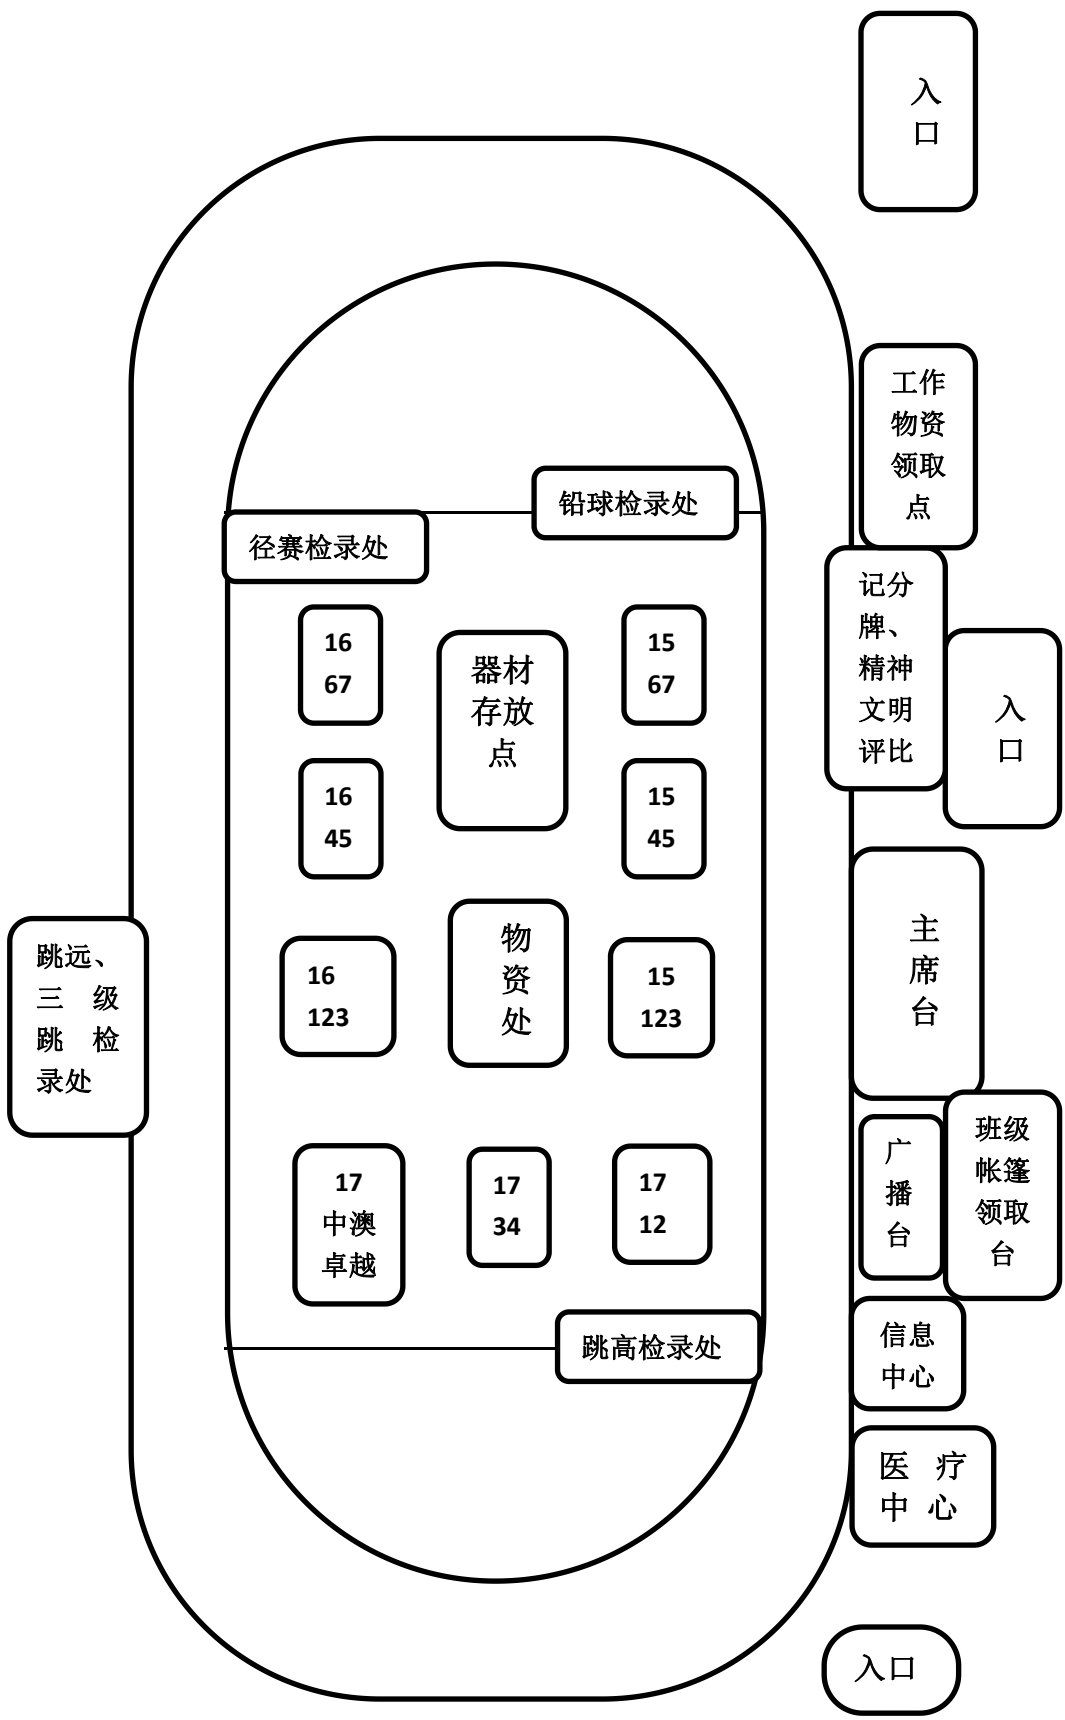 入
口
工作
物资
领取
点
铅球检录处
径赛检录处
记分
牌、
精神
文明
评比
入
口
16
67
器材
存放
点
15
67
16
45
15
45
主
席
台
跳远、
三 级
跳 检
录处
16
123
物
资
处
15
123
班级
帐篷
领取
台
广
播
台
17
中澳
卓越
17
34
17
12
跳高检录处
信息
中心
医 疗
中 心
入口